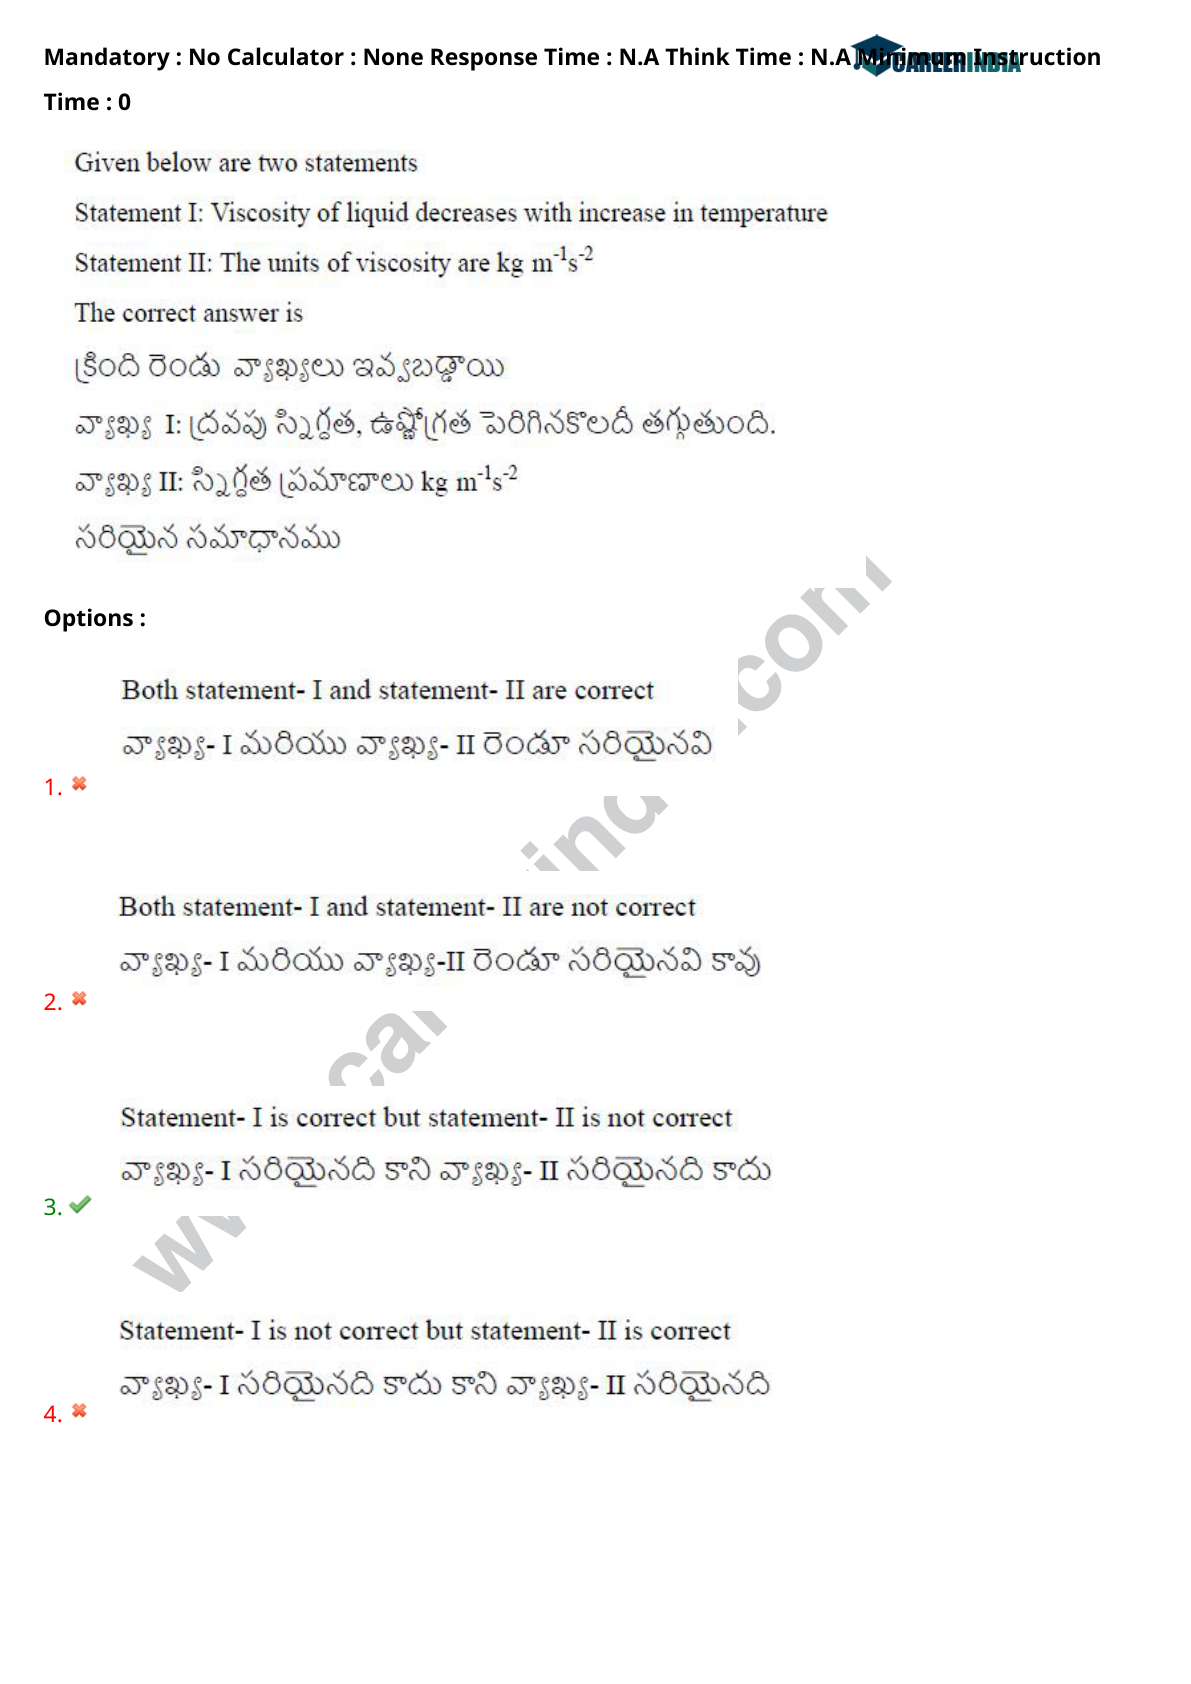 Mandatory : No Calculator : None Response Time : N.A Think Time : N.A Minimum Instruction
CAREERINDIA
Time : 0
Given below are two statements
Statement I: Viscosity of liquid decreases with increase in temperature
Statement II: The units of viscosity are kg m⁻¹s⁻²
The correct answer is
క్రింది రెండు వ్యాఖ్యలు ఇవ్వబడ్డాయి
వ్యాఖ్య I: ద్రవపు స్నిగ్ధత, ఉష్ణోగ్రత పెరిగినకొలదీ తగ్గుతుంది.
వ్యాఖ్య II: స్నిగ్ధత ప్రమాణాలు kg m⁻¹s⁻²
సరియైన సమాధానము
Options :
Both statement- I and statement- II are correct
వ్యాఖ్య- I మరియు వ్యాఖ్య- II రెండూ సరియైనవి
1.
Both statement- I and statement- II are not correct
వ్యాఖ్య- I మరియు వ్యాఖ్య-II రెండూ సరియైనవి కావు
2.
Statement- I is correct but statement- II is not correct
వ్యాఖ్య- I సరియైనది కాని వ్యాఖ్య- II సరియైనది కాదు
3.
Statement- I is not correct but statement- II is correct
వ్యాఖ్య- I సరియైనది కాదు కాని వ్యాఖ్య- II సరియైనది
4.